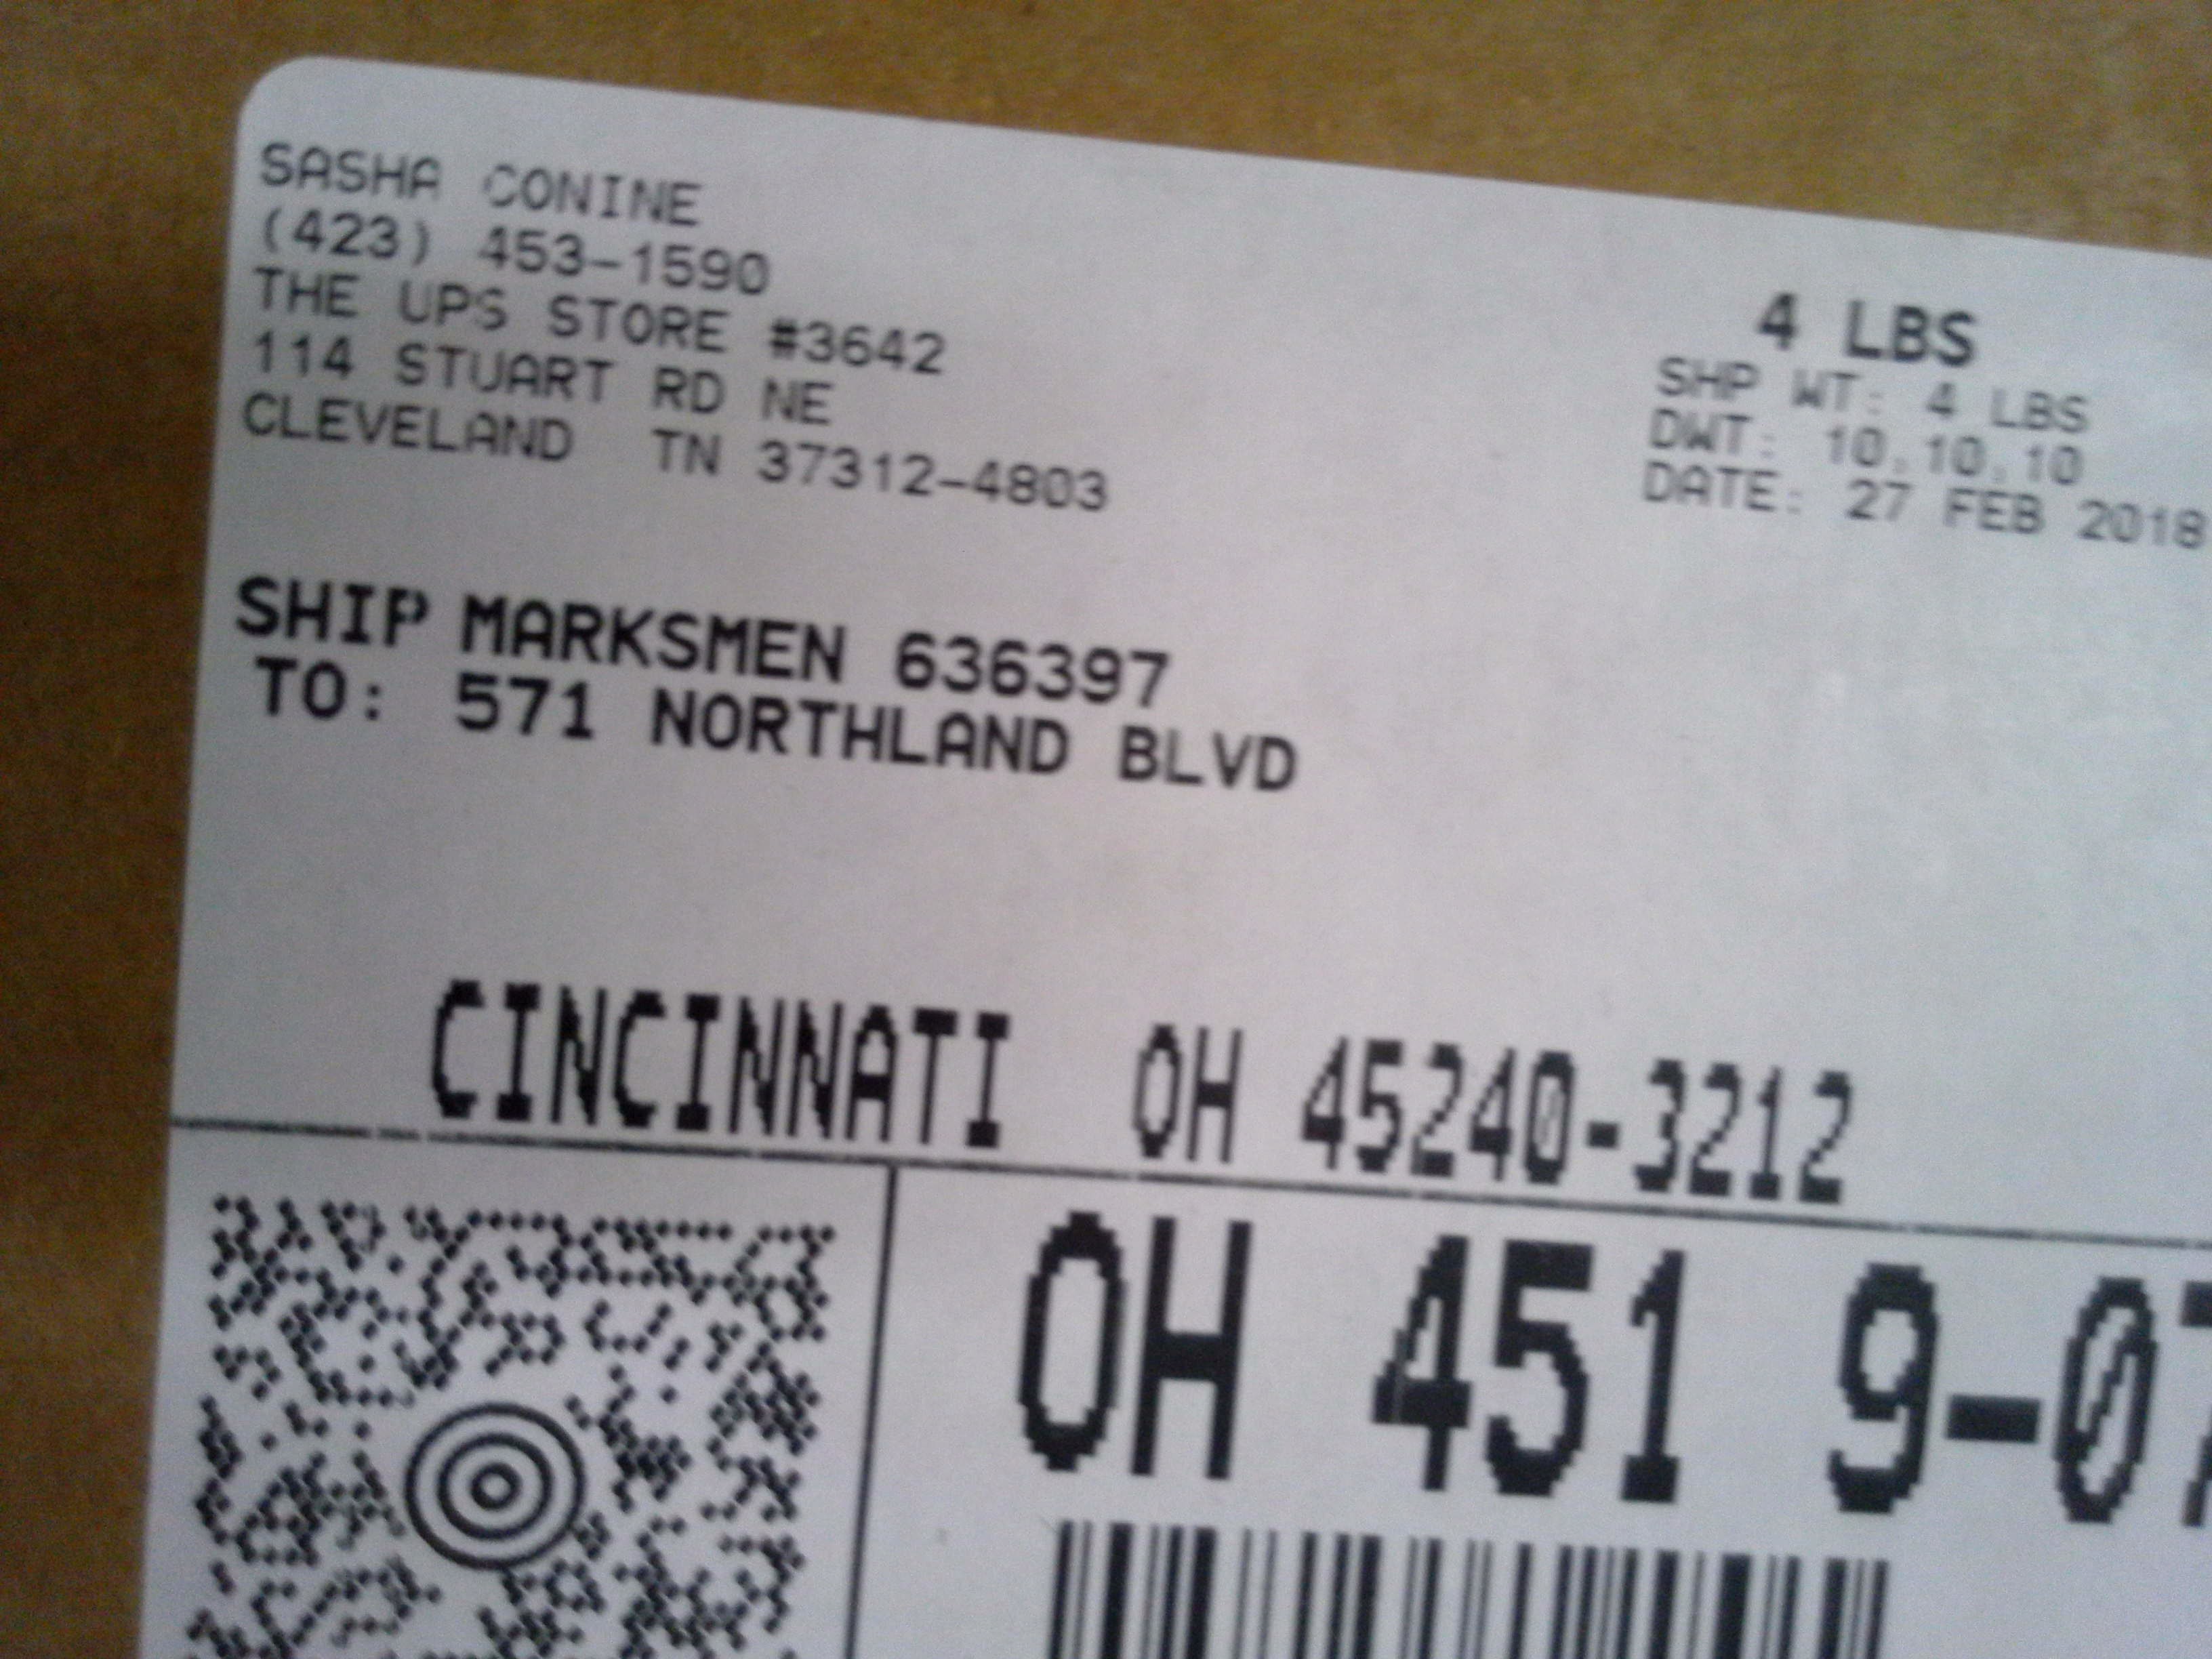 SASHA CONINE
(423) 453-1590
THE UPS STORE #3642
114 STUART RD NE
CLEVELAND TN 37312-4803
4 LBS
SHP WT: 4 LBS
DWT: 10,10,10
DATE: 27 FEB 2018
SHIP MARKSMEN 636397
TO: 571 NORTHLAND BLVD
CINCINNATI OH 45240-3212
OH 451 9-07